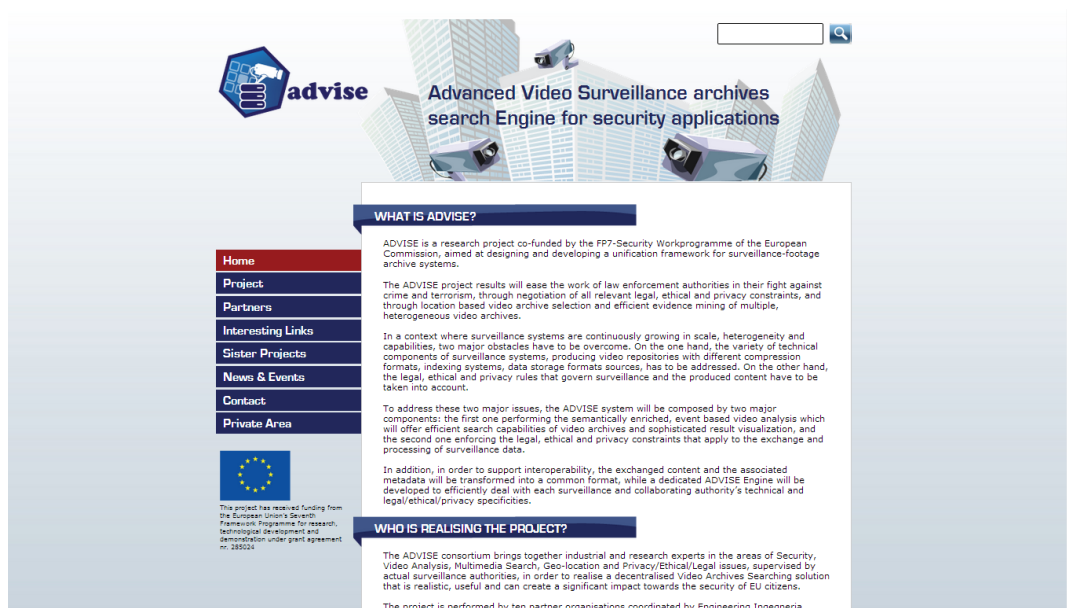 advise
Advanced Video Surveillance archives
search Engine for security applications
WHAT IS ADVISE?
ADVISE is a research project co-funded by the FP7-Security Workprogramme of the European
Commission, aimed at designing and developing a unification framework for surveillance-footage
archive systems.
The ADVISE project results will ease the work of law enforcement authorities in their fight against
crime and terrorism, through negotiation of all relevant legal, ethical and privacy constraints, and
through location based video archive selection and efficient evidence mining of multiple,
heterogeneous video archives.
In a context where surveillance systems are continuously growing in scale, heterogeneity and
capabilities, two major obstacles have to be overcome. On the one hand, the variety of technical
components of surveillance systems, producing video repositories with different compression
formats, indexing systems, data storage formats sources, has to be addressed. On the other hand,
the legal, ethical and privacy rules that govern surveillance and the produced content have to be
taken into account.
To address these two major issues, the ADVISE system will be composed by two major
components: the first one performing the semantically enriched, event based video analysis which
will offer efficient search capabilities of video archives and sophisticated result visualization, and
the second one enforcing the legal, ethical and privacy constraints that apply to the exchange and
processing of surveillance data.
In addition, in order to support interoperability, the exchanged content and the associated
metadata will be transformed into a common format, while a dedicated ADVISE Engine will be
developed to efficiently deal with each surveillance and collaborating authority's technical and
legal/ethical/privacy specificities.
WHO IS REALISING THE PROJECT?
The ADVISE consortium brings together industrial and research experts in the areas of Security,
Video Analysis, Multimedia Search, Geo-location and Privacy/Ethical/Legal issues, supervised by
actual surveillance authorities, in order to realise a decentralised Video Archives Searching solution
that is realistic, useful and can create a significant impact towards the security of EU citizens.
The project is performed by ten partner organisations coordinated by Engineering Ingegneria
Home
Project
Partners
Interesting Links
Sister Projects
News & Events
Contact
Private Area
This project has received funding from
the European Union's Seventh
Framework Programme for research,
technological development and
demonstration under grant agreement
nr. 285024